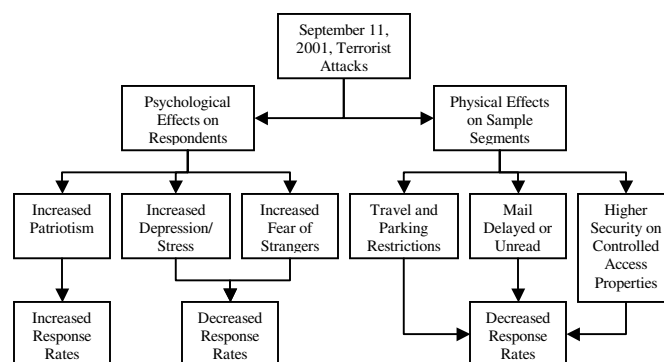 September 11,
2001, Terrorist
Attacks
Psychological
Effects on
Respondents
Physical Effects
on Sample
Segments
Increased
Patriotism
Increased
Depression/
Stress
Increased
Fear of
Strangers
Travel and
Parking
Restrictions
Mail
Delayed or
Unread
Higher
Security on
Controlled
Access
Properties
Increased
Response
Rates
Decreased
Response
Rates
Decreased
Response
Rates